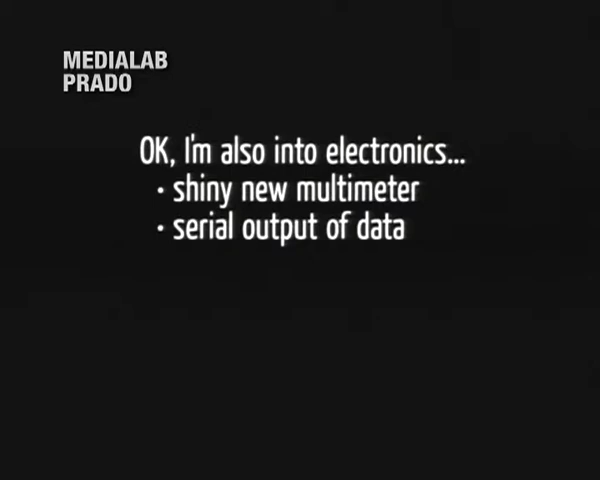 MEDIALAB
PRADO
OK, I'm also into electronics...
· shiny new multimeter
· serial output of data